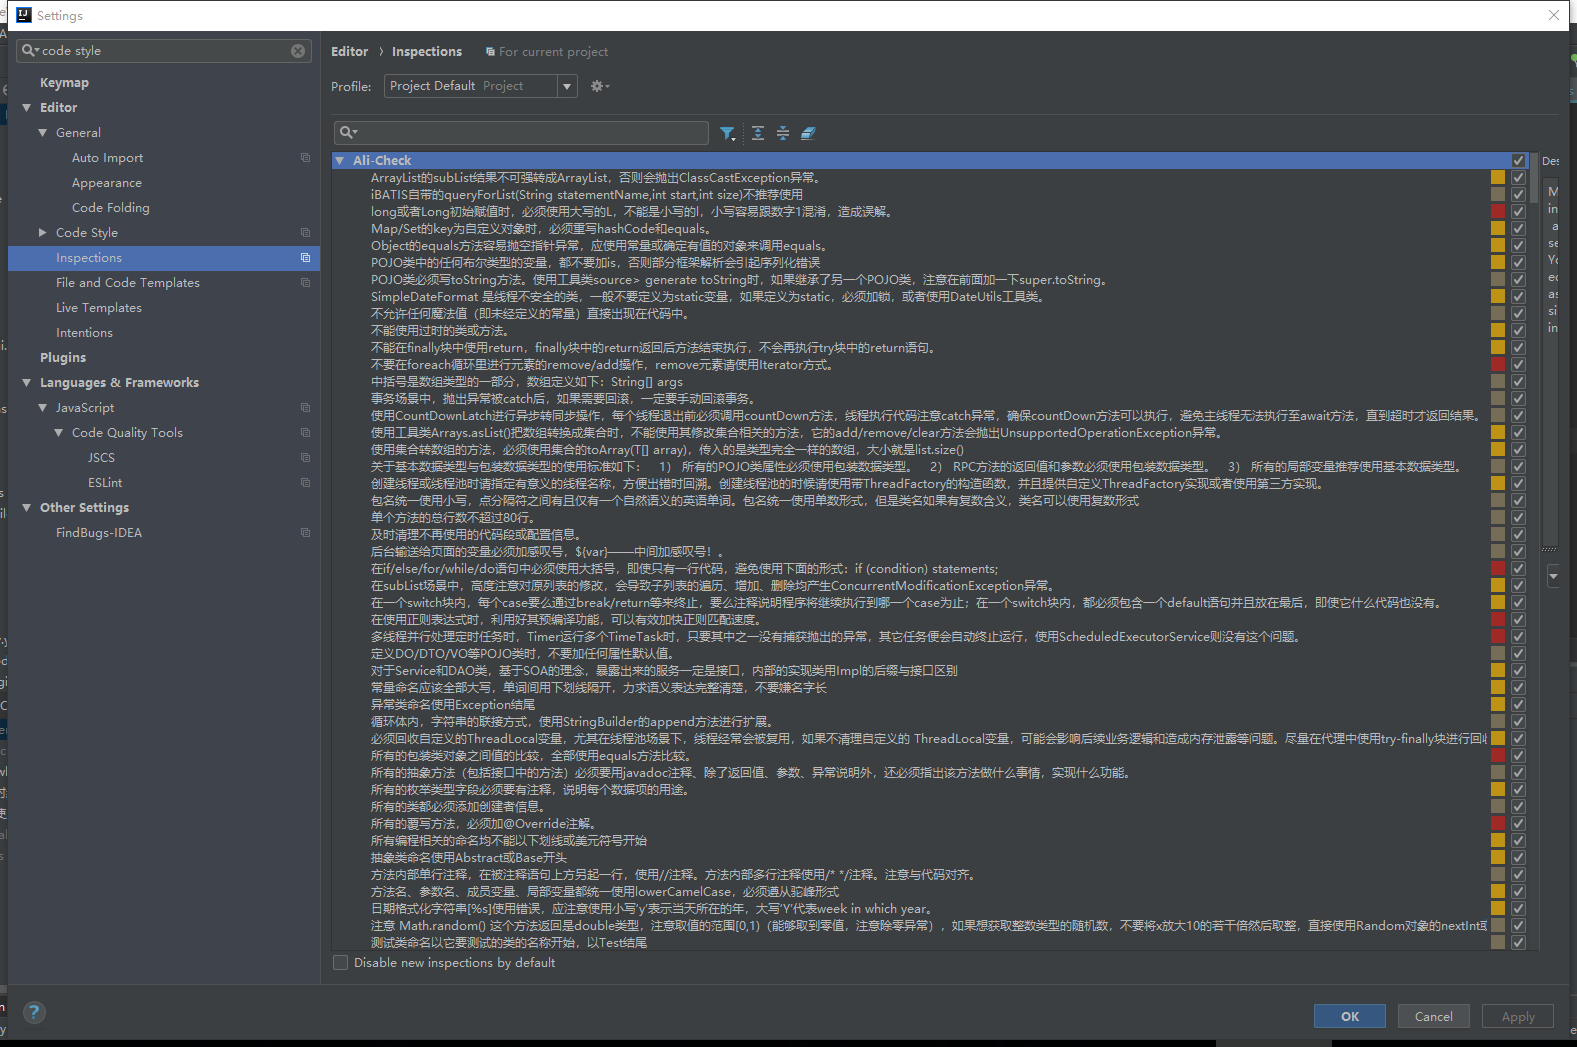 Settings
code style
Keymap
Editor
General
Auto Import
Appearance
Code Folding
Code Style
Inspections
File and Code Templates
Live Templates
Intentions
Plugins
Languages & Frameworks
JavaScript
Code Quality Tools
JSCS
ESLint
Other Settings
FindBugs-IDEA
Editor › Inspections For current project
Profile: Project Default Project
Ali-Check
ArrayList的subList结果不可强转成ArrayList，否则会抛出ClassCastException异常。
iBATIS自带的queryForList(String statementName,int start,int size)不推荐使用
long或者Long初始赋值时，必须使用大写的L，不能是小写的l，小写容易跟数字1混淆，造成误解。
Map/Set的key为自定义对象时，必须重写hashCode和equals。
Object的equals方法容易抛空指针异常，应使用常量或确定有值的对象来调用equals。
POJO类中的任何布尔类型的变量，都不要加is，否则部分框架解析会引起序列化错误
POJO类必须写toString方法。使用工具类source> generate toString时，如果继承了另一个POJO类，注意在前面加一下super.toString。
SimpleDateFormat 是线程不安全的类，一般不要定义为static变量，如果定义为static，必须加锁，或者使用DateUtils工具类。
不允许任何魔法值（即未经定义的常量）直接出现在代码中。
不能使用过时的类或方法。
不能在finally块中使用return，finally块中的return返回后方法结束执行，不会再执行try块中的return语句。
不要在foreach循环里进行元素的remove/add操作，remove元素请使用Iterator方式。
中括号是数组类型的一部分，数组定义如下：String[] args
事务场景中，抛出异常被catch后，如果需要回滚，一定要手动回滚事务。
使用CountDownLatch进行异步转同步操作，每个线程退出前必须调用countDown方法，线程执行代码注意catch异常，确保countDown方法可以执行，避免主线程无法执行至await方法，直到超时才返回结果。
使用工具类Arrays.asList()把数组转换成集合时，不能使用其修改集合相关的方法，它的add/remove/clear方法会抛出UnsupportedOperationException异常。
使用集合转数组的方法，必须使用集合的toArray(T[] array)，传入的是类型完全一样的数组，大小就是list.size()
关于基本数据类型与包装数据类型的使用标准如下： 1） 所有的POJO类属性必须使用包装数据类型。 2） RPC方法的返回值和参数必须使用包装数据类型。 3） 所有的局部变量推荐使用基本数据类型。
创建线程或线程池时请指定有意义的线程名称，方便出错时回溯。创建线程池的时候请使用带ThreadFactory的构造函数，并且提供自定义ThreadFactory实现或者使用第三方实现。
包名统一使用小写，点分隔符之间有且仅有一个自然语义的英语单词。包名统一使用单数形式，但是类名如果有复数含义，类名可以使用复数形式
单个方法的总行数不超过80行。
及时清理不再使用的代码段或配置信息。
后台输送给页面的变量必须加感叹号，${var}——中间加感叹号！。
在if/else/for/while/do语句中必须使用大括号，即使只有一行代码，避免使用下面的形式：if (condition) statements;
在subList场景中，高度注意对原列表的修改，会导致子列表的遍历、增加、删除均产生ConcurrentModificationException异常。
在一个switch块内，每个case要么通过break/return等来终止，要么注释说明程序将继续执行到哪一个case为止；在一个switch块内，都必须包含一个default语句并且放在最后，即使它什么代码也没有。
在使用正则表达式时，利用好其预编译功能，可以有效加快正则匹配速度。
多线程并行处理定时任务时，Timer运行多个TimeTask时，只要其中之一没有捕获抛出的异常，其它任务便会自动终止运行，使用ScheduledExecutorService则没有这个问题。
定义DO/DTO/VO等POJO类时，不要加任何属性默认值。
对于Service和DAO类，基于SOA的理念，暴露出来的服务一定是接口，内部的实现类用Impl的后缀与接口区别
常量命名应该全部大写，单词间用下划线隔开，力求语义表达完整清楚，不要嫌名字长
异常类命名使用Exception结尾
循环体内，字符串的联接方式，使用StringBuilder的append方法进行扩展。
必须回收自定义的ThreadLocal变量，尤其在线程池场景下，线程经常会被复用，如果不清理自定义的 ThreadLocal变量，可能会影响后续业务逻辑和造成内存泄露等问题。尽量在代理中使用try-finally块进行回收
所有的包装类对象之间值的比较，全部使用equals方法比较。
所有的抽象方法（包括接口中的方法）必须要用javadoc注释、除了返回值、参数、异常说明外，还必须指出该方法做什么事情，实现什么功能。
所有的枚举类型字段必须要有注释，说明每个数据项的用途。
所有的类都必须添加创建者信息。
所有的覆写方法，必须加@Override注解。
所有编程相关的命名均不能以下划线或美元符号开始
抽象类命名使用Abstract或Base开头
方法内部单行注释，在被注释语句上方另起一行，使用//注释。方法内部多行注释使用/* */注释。注意与代码对齐。
方法名、参数名、成员变量、局部变量都统一使用lowerCamelCase，必须遵从驼峰形式
日期格式化字符串[%s]使用错误，应注意使用小写‘y’表示当天所在的年，大写‘Y’代表week in which year。
注意 Math.random() 这个方法返回是double类型，注意取值的范围[0,1)（能够取到零值，注意除零异常），如果想获取整数类型的随机数，不要将x放大10的若干倍然后取整，直接使用Random对象的nextInt
测试类命名以它要测试的类的名称开始，以Test结尾
Des
M
in
a
se
Yo
ec
as
si
in
Disable new inspections by default
?
OK
Cancel
Apply